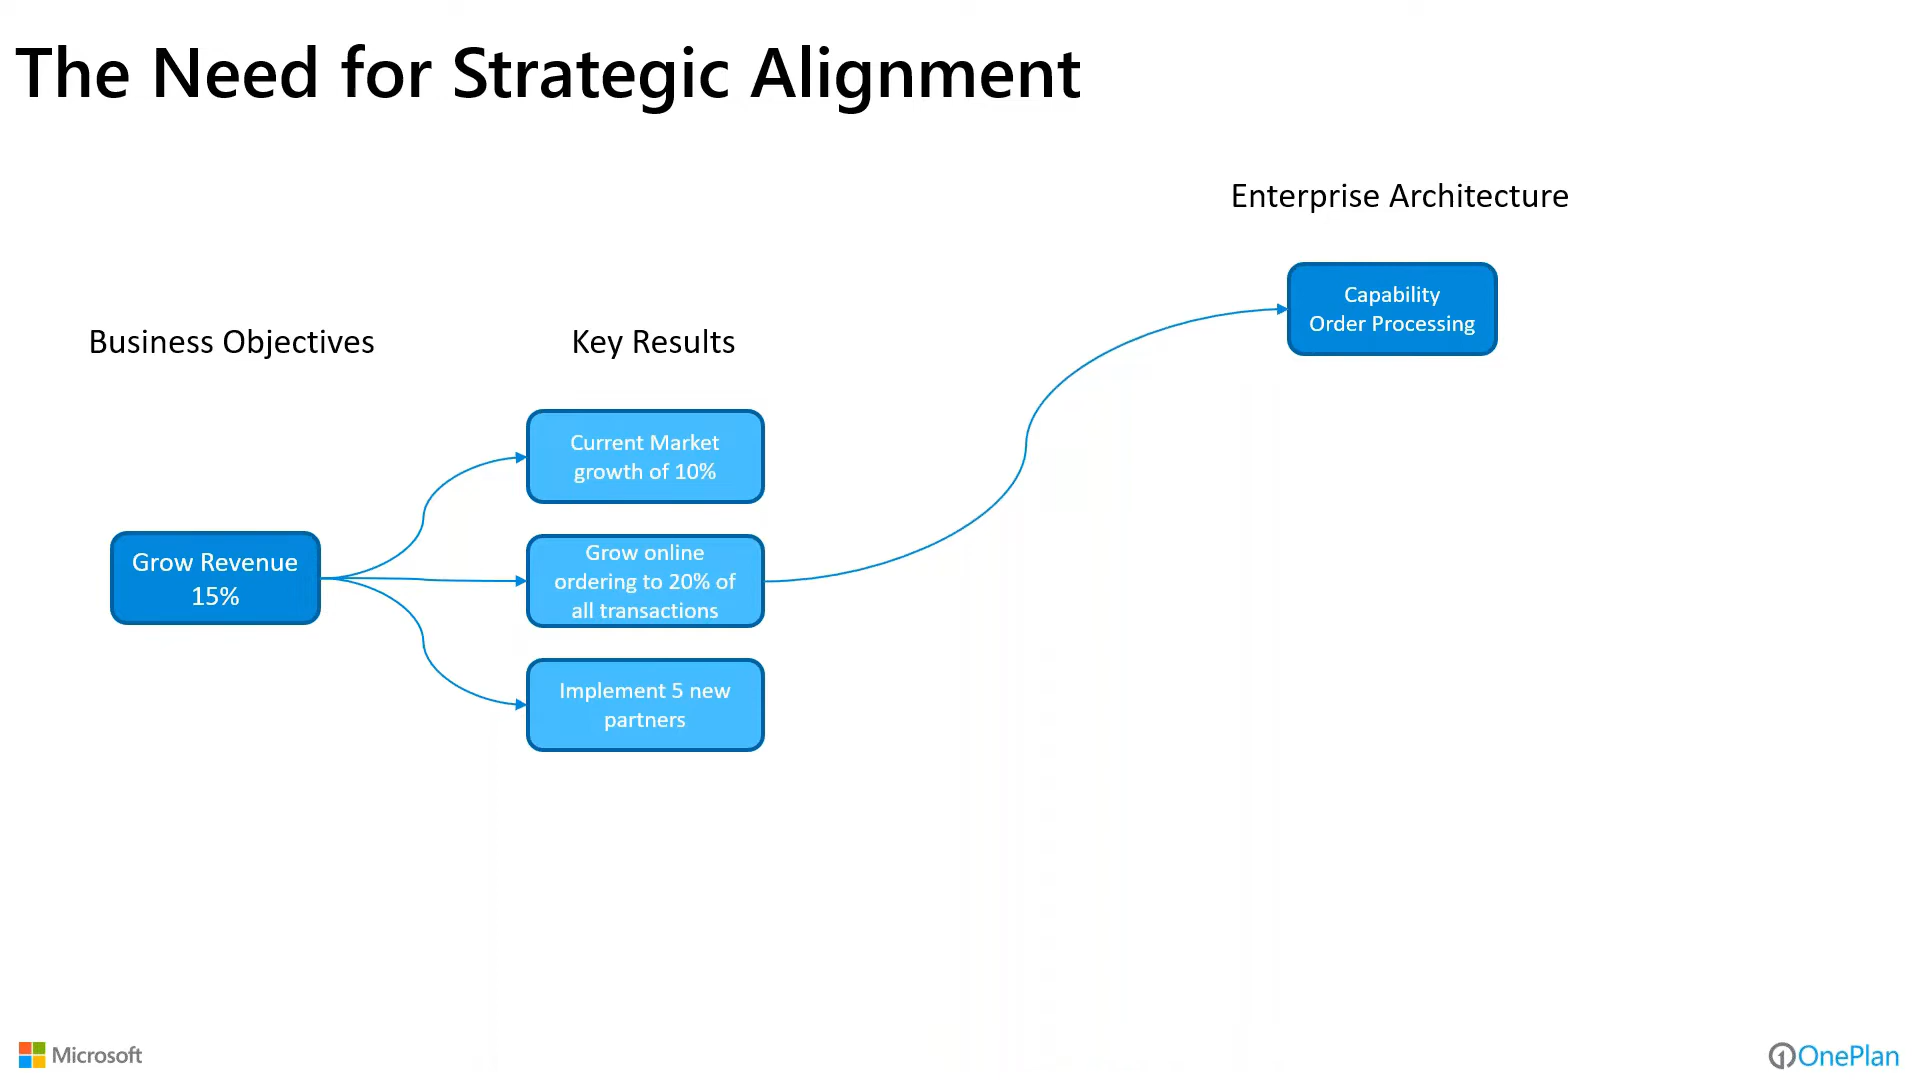 The Need for Strategic Alignment
Enterprise Architecture
Capability
Order Processing
Business Objectives
Key Results
Current Market
growth of 10%
Grow Revenue
15%
Grow online
ordering to 20% of
all transactions
Implement 5 new
partners
Microsoft
OnePlan